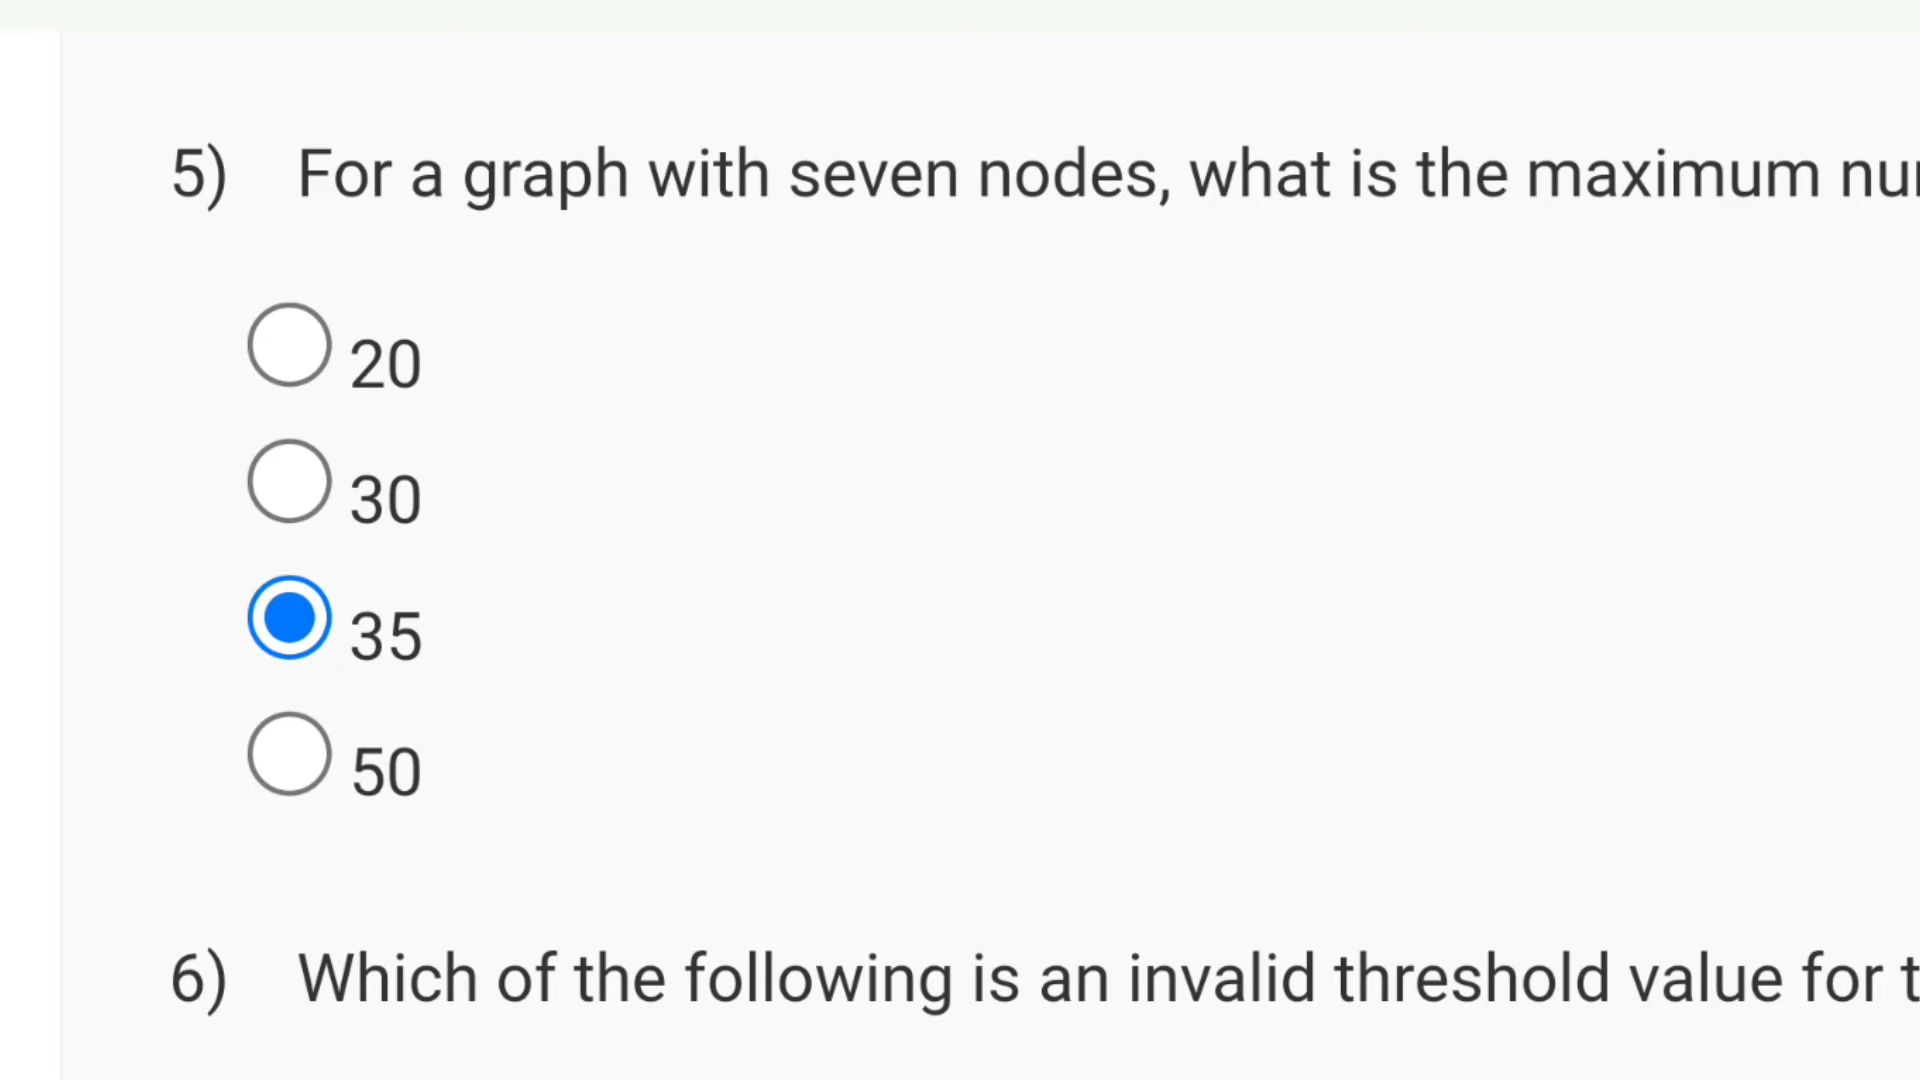 5) For a graph with seven nodes, what is the maximum
20
30
35
50
6) Which of the following is an invalid threshold value for